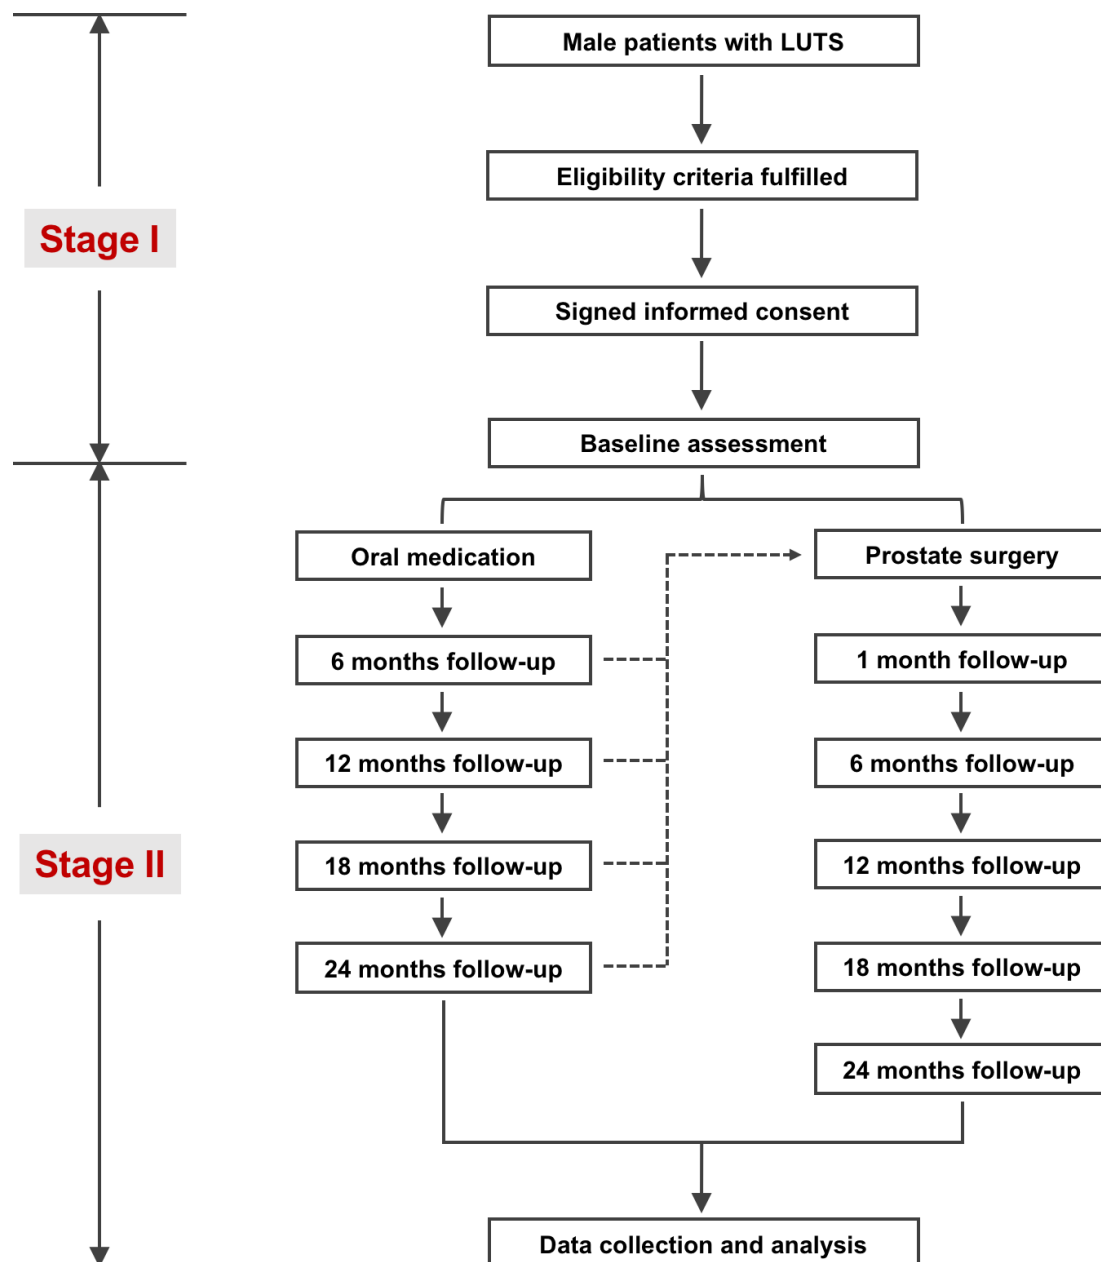 Male patients with LUTS
Eligibility criteria fulfilled
Stage I
Signed informed consent
Baseline assessment
Oral medication
Prostate surgery
6 months follow-up
1 month follow-up
12 months follow-up
6 months follow-up
Stage II
18 months follow-up
12 months follow-up
24 months follow-up
18 months follow-up
24 months follow-up
Data collection and analysis